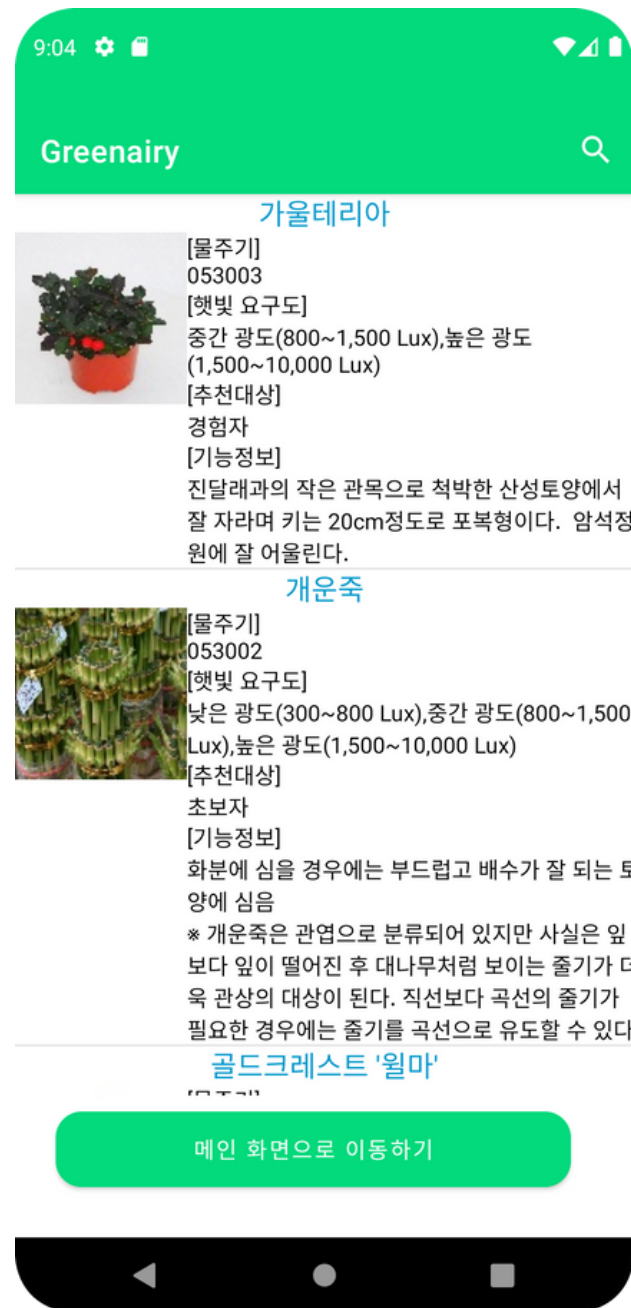 9:04
Greenairy
가울테리아
[물주기]
053003
[햇빛 요구도]
중간 광도(800~1,500 Lux),높은 광도
(1,500~10,000 Lux)
[추천대상]
경험자
[기능정보]
진달래과의 작은 관목으로 척박한 산성토양에서
잘 자라며 키는 20cm정도로 포복형이다. 암석정
원에 잘 어울린다.
개운죽
[물주기]
053002
[햇빛 요구도]
낮은 광도(300~800 Lux),중간 광도(800~1,500
Lux),높은 광도(1,500~10,000 Lux)
[추천대상]
초보자
[기능정보]
화분에 심을 경우에는 부드럽고 배수가 잘 되는 토
양에 심음
※ 개운죽은 관엽으로 분류되어 있지만 사실은 잎
보다 잎이 떨어진 후 대나무처럼 보이는 줄기가 더
욱 관상의 대상이 된다. 직선보다 곡선의 줄기가
필요한 경우에는 줄기를 곡선으로 유도할 수 있다
골드크레스트 '윌마'
메인 화면으로 이동하기